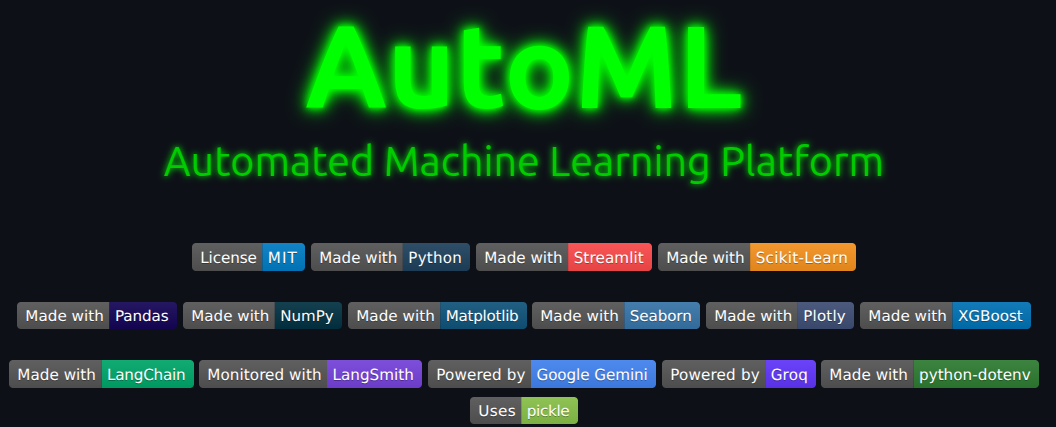 AutoML
Automated Machine Learning Platform
License MIT Made with Python Made with Streamlit Made with Scikit-Learn
Made with Pandas Made with NumPy Made with Matplotlib Made with Seaborn Made with Plotly Made with XGBoost
Made with LangChain Monitored with LangSmith Powered by Google Gemini Powered by Groq Made with python-dotenv
Uses pickle